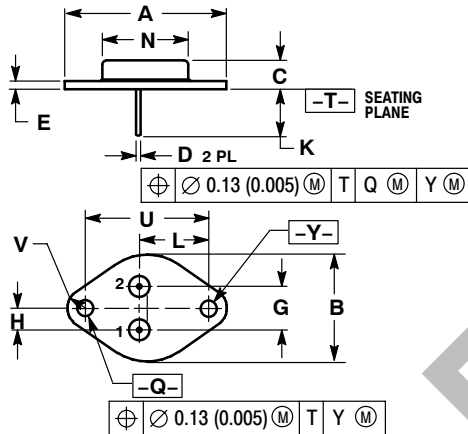 A
N
C
E
-T- SEATING PLANE
K
D 2 PL
⌖ ∅ 0.13 (0.005) Ⓜ T Q Ⓜ Y Ⓜ
U
V
L
-Y-
2
H
G
B
1
-Q-
⌖ ∅ 0.13 (0.005) Ⓜ T Y Ⓜ